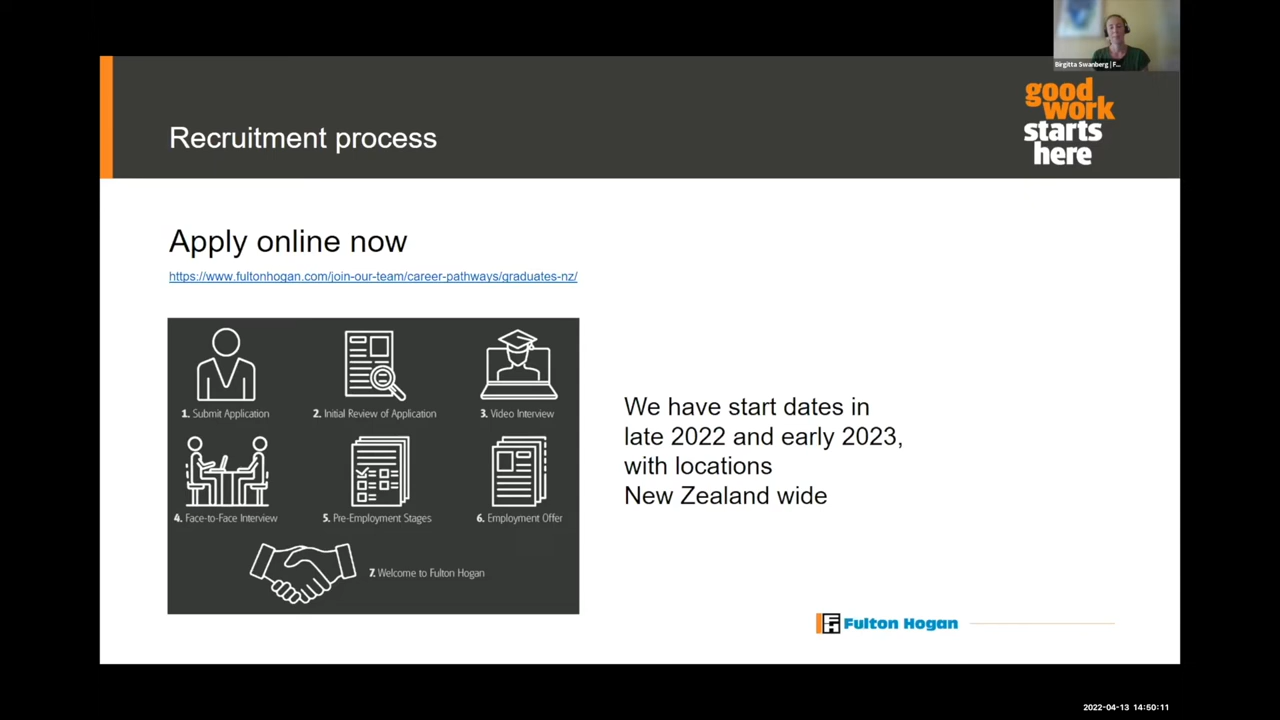 Birgitta Swanberg | F...
good
work
starts
here
Recruitment process
Apply online now
https://www.fultonhogan.com/join-our-team/career-pathways/graduates-nz/
1. Submit Application
2. Initial Review of Application
3. Video Interview
4. Face-to-Face Interview
5. Pre-Employment Stages
6. Employment Offer
7. Welcome to Fulton Hogan
We have start dates in
late 2022 and early 2023,
with locations
New Zealand wide
FH Fulton Hogan
2022-04-13 14:50:11